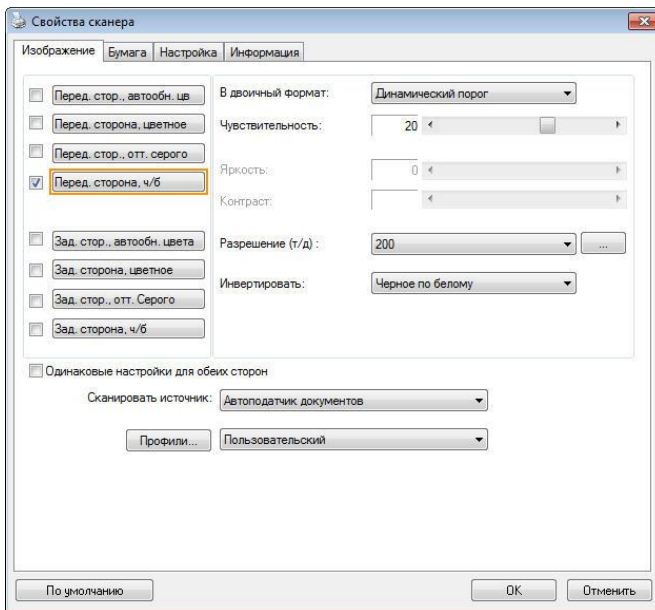 Свойства сканера
Изображение Бумага Настройка Информация
Перед. стор., автообн. цв
В двоичный формат: Динамический порог
Перед. сторона, цветное
Чувствительность: 20
Перед. стор., отт. серого
Яркость: 0
Перед. сторона, ч/б
Контраст:
Зад. стор., автообн. цвета
Разрешение (т/д) : 200 ...
Зад. сторона, цветное
Инвертировать: Черное по белому
Зад. стор., отт. Серого
Зад. сторона, ч/б
Одинаковые настройки для обеих сторон
Сканировать источник: Автоподатчик документов
Профили... Пользовательский
По умолчанию OK Отменить